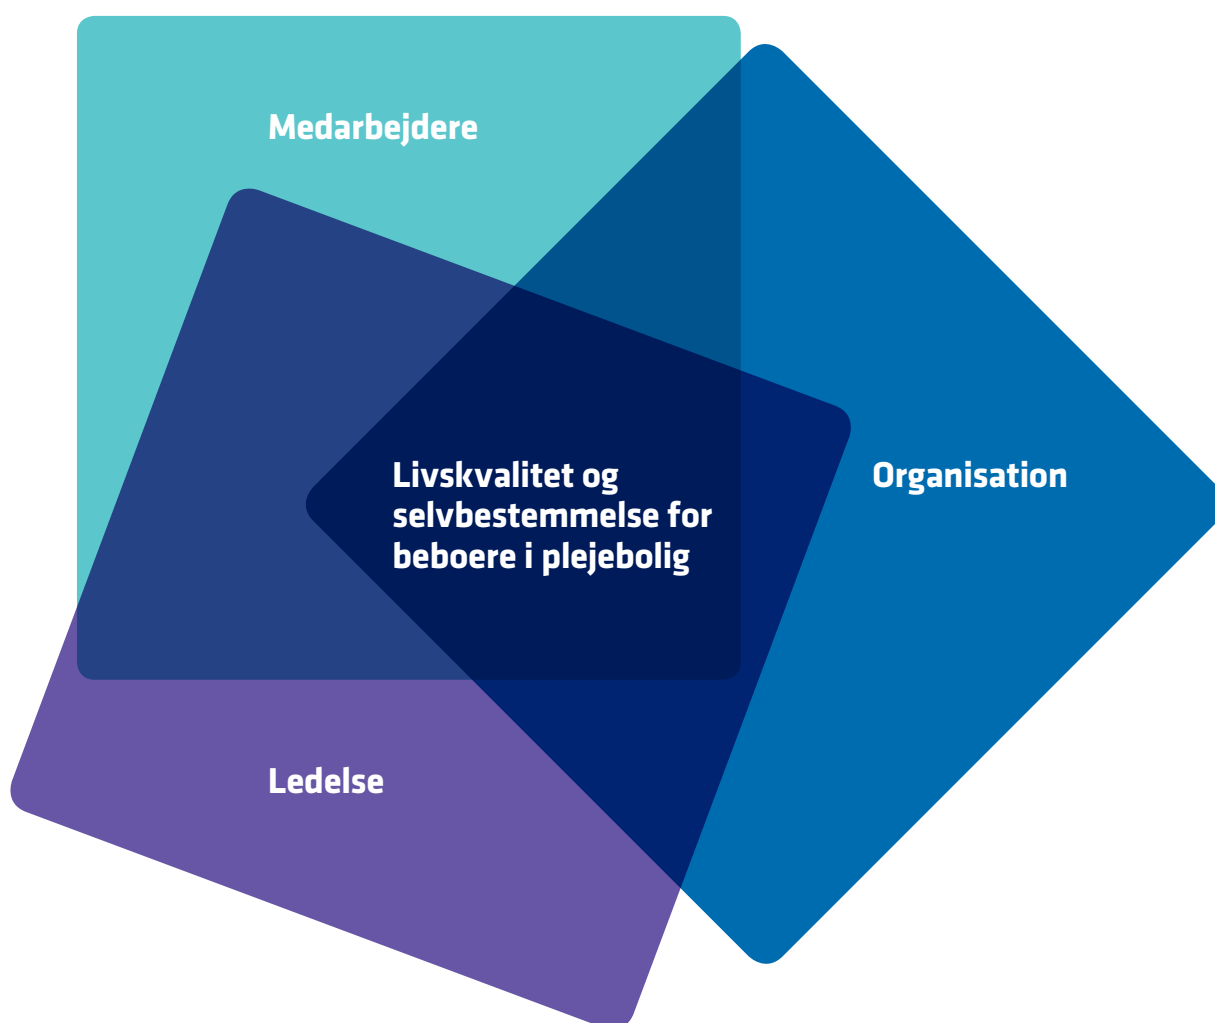 Medarbejdere
Livskvalitet og
selvbestemmelse for
beboere i plejebolig
Organisation
Ledelse